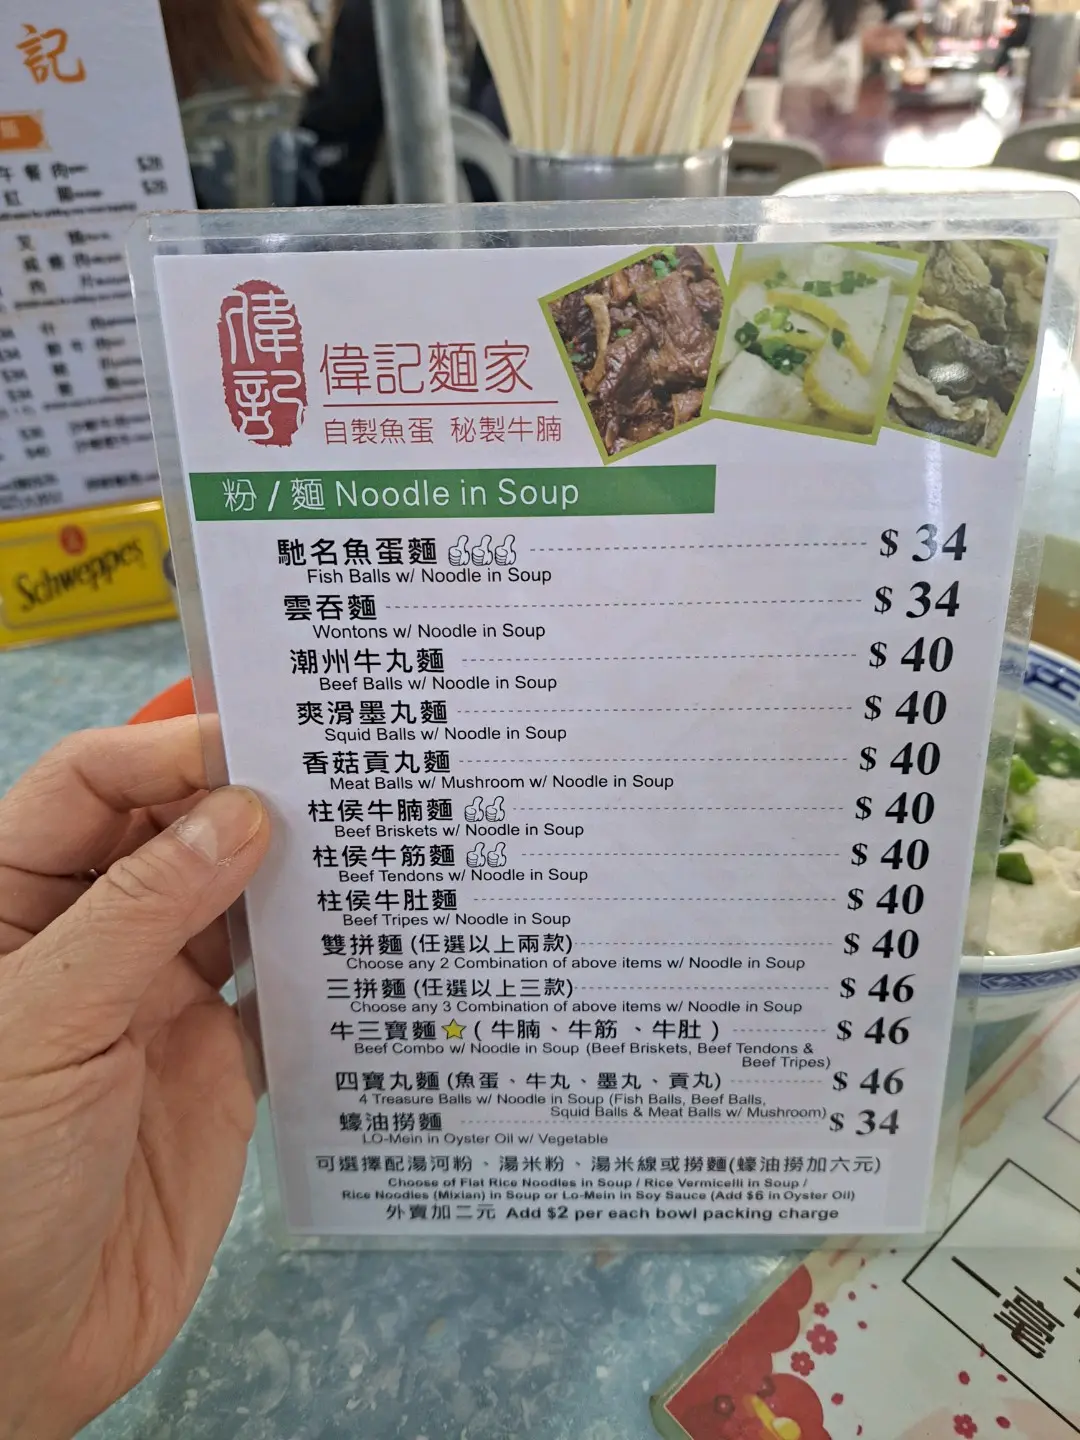 記
午餐肉
$28
$28
Schweppes
偉記
偉記麵家
自製魚蛋 秘製牛腩
粉 / 麵 Noodle in Soup
馳名魚蛋麵 $ 34
Fish Balls w/ Noodle in Soup
雲吞麵 $ 34
Wontons w/ Noodle in Soup
潮州牛丸麵 $ 40
Beef Balls w/ Noodle in Soup
爽滑墨丸麵 $ 40
Squid Balls w/ Noodle in Soup
香菇貢丸麵 $ 40
Meat Balls w/ Mushroom w/ Noodle in Soup
柱侯牛腩麵 $ 40
Beef Briskets w/ Noodle in Soup
柱侯牛筋麵 $ 40
Beef Tendons w/ Noodle in Soup
柱侯牛肚麵 $ 40
Beef Tripes w/ Noodle in Soup
雙拼麵 (任選以上兩款) $ 40
Choose any 2 Combination of above items w/ Noodle in Soup
三拼麵 (任選以上三款) $ 46
Choose any 3 Combination of above items w/ Noodle in Soup
牛三寶麵 ( 牛腩、牛筋、牛肚 ) $ 46
Beef Combo w/ Noodle in Soup (Beef Briskets, Beef Tendons &
Beef Tripes)
四寶丸麵 (魚蛋、牛丸、墨丸、貢丸) $ 46
4 Treasure Balls w/ Noodle in Soup (Fish Balls, Beef Balls,
Squid Balls & Meat Balls w/ Mushroom)
蠔油撈麵 $ 34
LO-Mein in Oyster Oil w/ Vegetable
可選擇配湯河粉、湯米粉、湯米線或撈麵(蠔油撈加六元)
Choose of Flat Rice Noodles in Soup / Rice Vermicelli in Soup /
Rice Noodles (Mixian) in Soup or Lo-Mein in Soy Sauce (Add $6 in Oyster Oil)
外賣加二元 Add $2 per each bowl packing charge
一毫